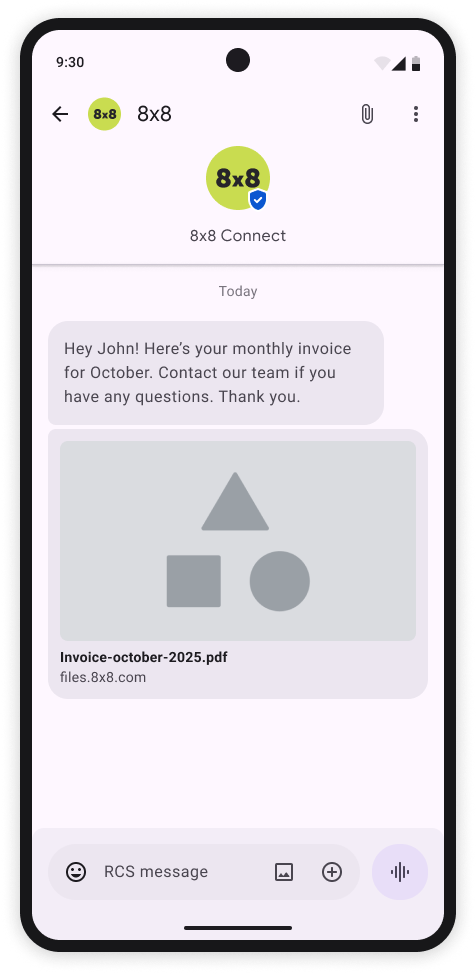 9:30
8x8
8x8
8x8
8x8 Connect
Today
Hey John! Here’s your monthly invoice
for October. Contact our team if you
have any questions. Thank you.
Invoice-october-2025.pdf
files.8x8.com
RCS message